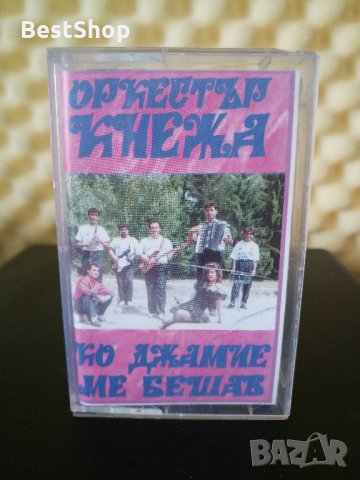 BestShop
ОРКЕСТЪР
КНЕЖА
КО ДЖАМИЕ
МЕ БЕШАВ
BAZAR